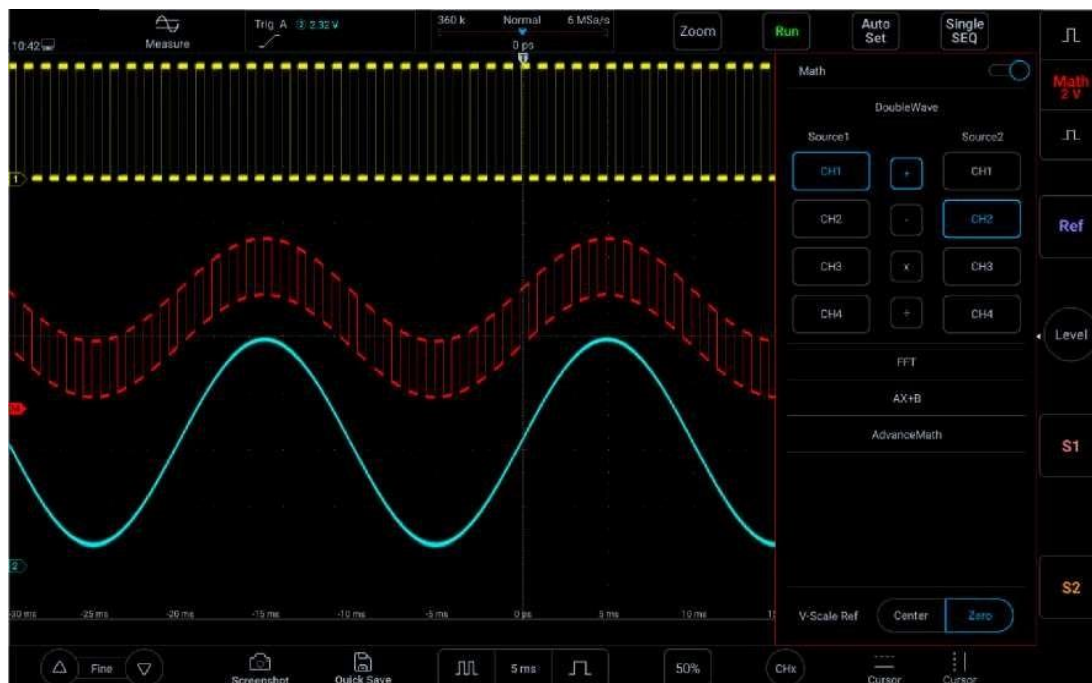 Trig A ② 2.32 V
360 k Normal 6 MSa/s
Zoom
Run
Auto
Set
Single
SEQ
10:42
Measure
0 ps
T
Math
Math
2 V
DoubleWave
Source1 Source2
CH1 + CH1
CH2 - CH2
CH3 x CH3
CH4 ÷ CH4
1
Ref
Level
FFT
AX+B
M
AdvanceMath
S1
2
S2
-30 ms -25 ms -20 ms -15 ms -10 ms -5 ms 0 ps 5 ms 10 ms
V-Scale Ref Center Zero
Fine
Screenshot
Quick Save
5 ms
50%
CHx
Cursor
Cursor